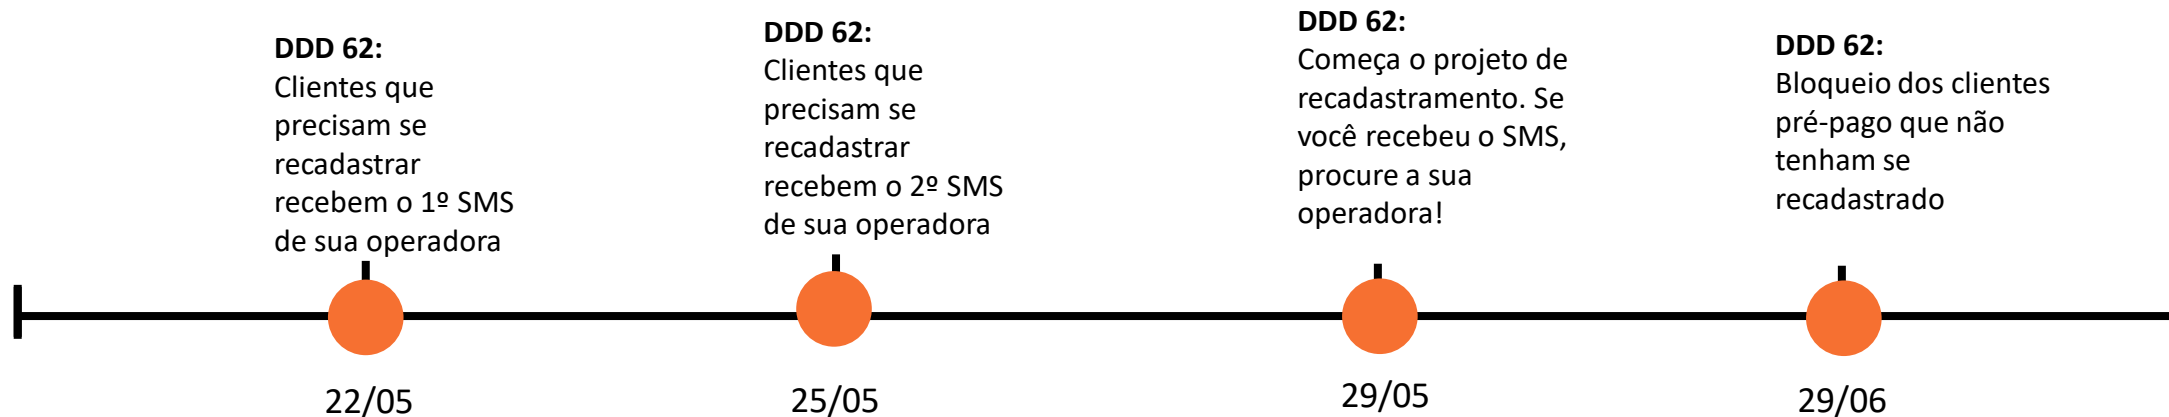 DDD 62:
Clientes que
precisam se
recadastrar
recebem o 1º SMS
de sua operadora
DDD 62:
Clientes que
precisam se
recadastrar
recebem o 2º SMS
de sua operadora
DDD 62:
Começa o projeto de
recadastramento. Se
você recebeu o SMS,
procure a sua
operadora!
DDD 62:
Bloqueio dos clientes
pré-pago que não
tenham se
recadastrado
22/05
25/05
29/05
29/06